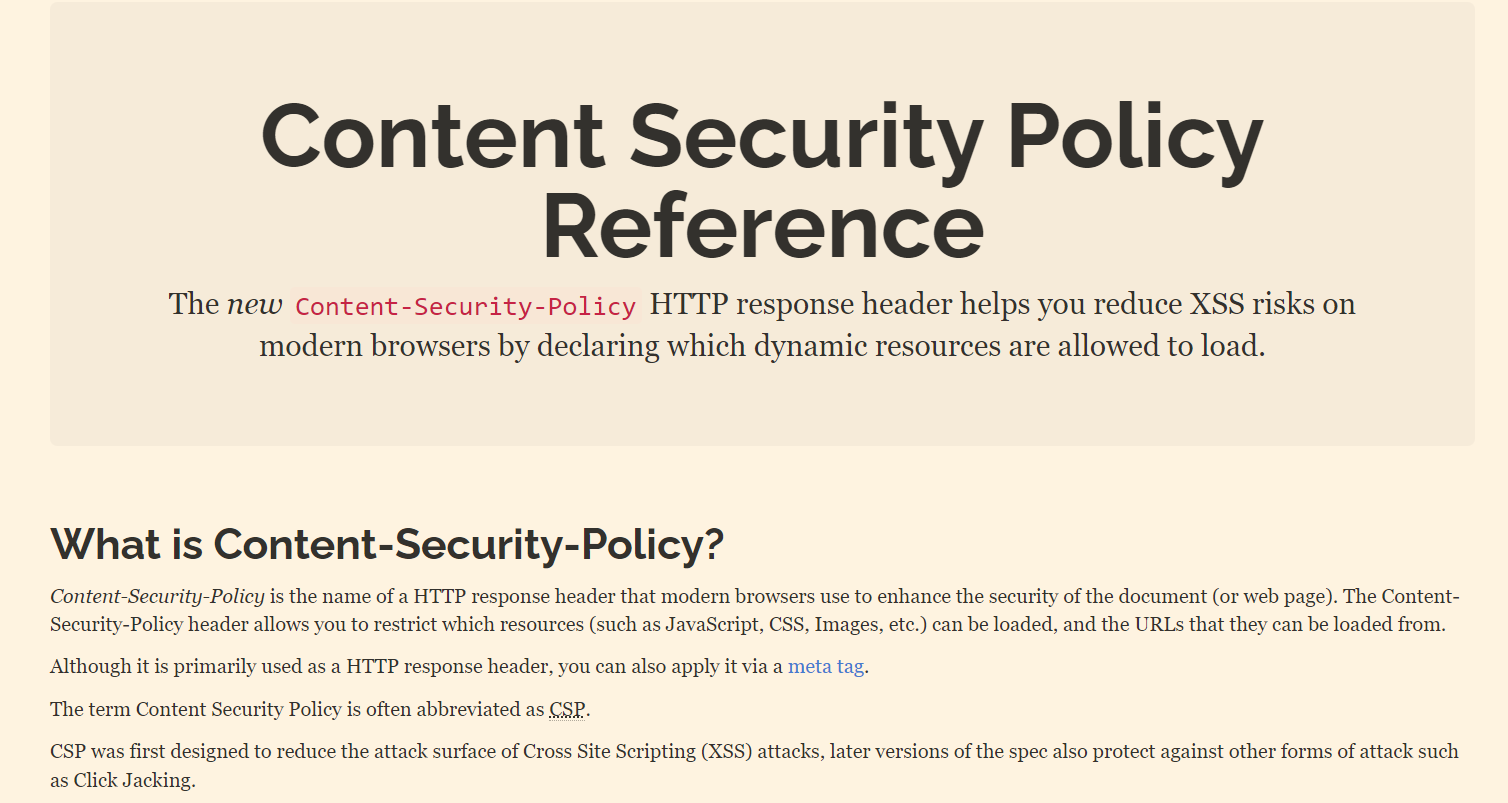 Content Security Policy
Reference
The new Content-Security-Policy HTTP response header helps you reduce XSS risks on
modern browsers by declaring which dynamic resources are allowed to load.
What is Content-Security-Policy?
Content-Security-Policy is the name of a HTTP response header that modern browsers use to enhance the security of the document (or web page). The Content-
Security-Policy header allows you to restrict which resources (such as JavaScript, CSS, Images, etc.) can be loaded, and the URLs that they can be loaded from.
Although it is primarily used as a HTTP response header, you can also apply it via a meta tag.
The term Content Security Policy is often abbreviated as CSP.
CSP was first designed to reduce the attack surface of Cross Site Scripting (XSS) attacks, later versions of the spec also protect against other forms of attack such
as Click Jacking.